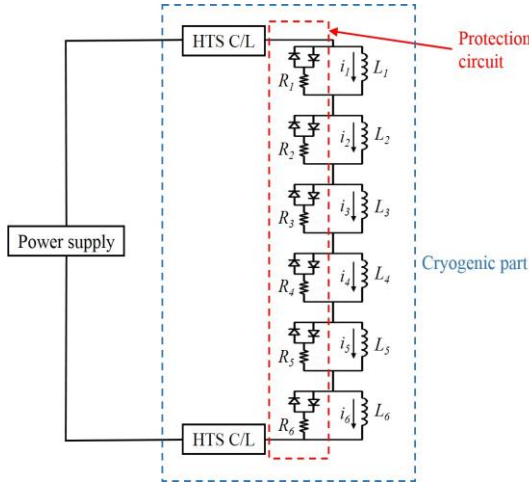 HTS C/L
Protection
circuit
i1 L1
R1
i2 L2
R2
i3 L3
R3
Power supply
Cryogenic part
i4 L4
R4
i5 L5
R5
i6 L6
R6
HTS C/L